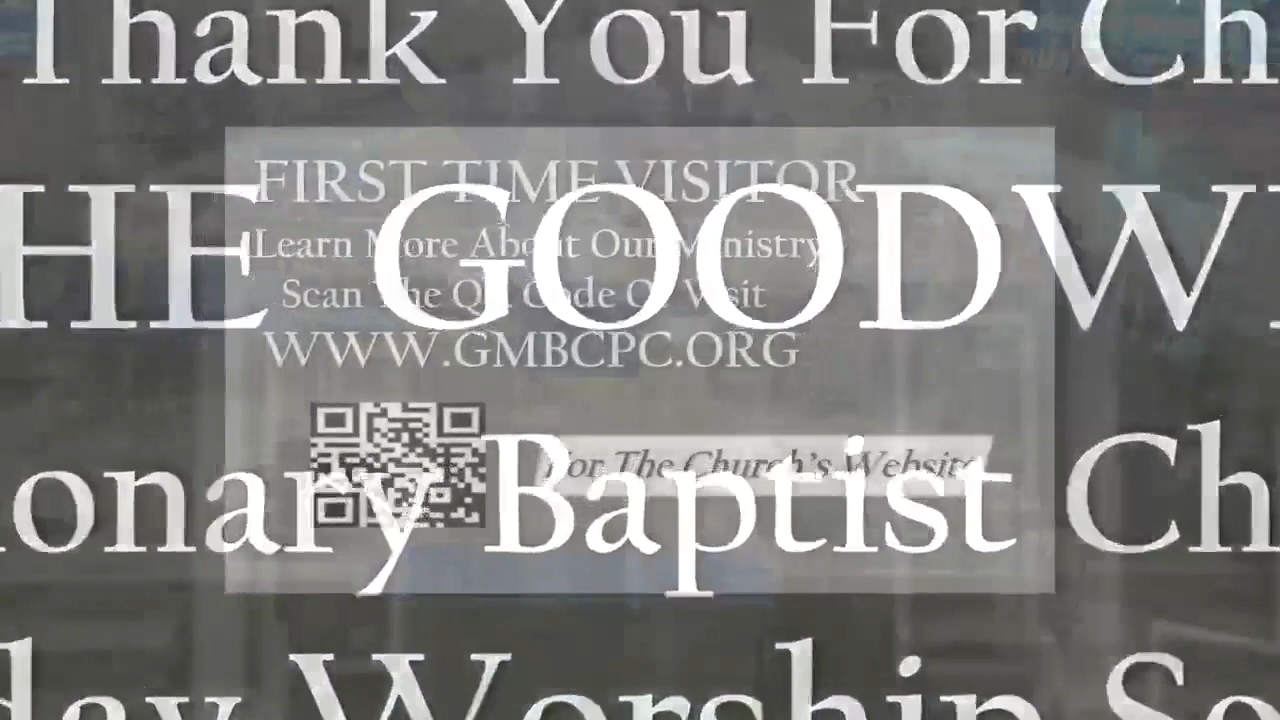 Thank You For Ch
HE GOODW
FIRST TIME VISITOR
Learn More About Our Ministry
Scan The QR Code Or Visit
WWW.GMBCPC.ORG
For The Church's Website
onary Baptist Ch
day Worship Se